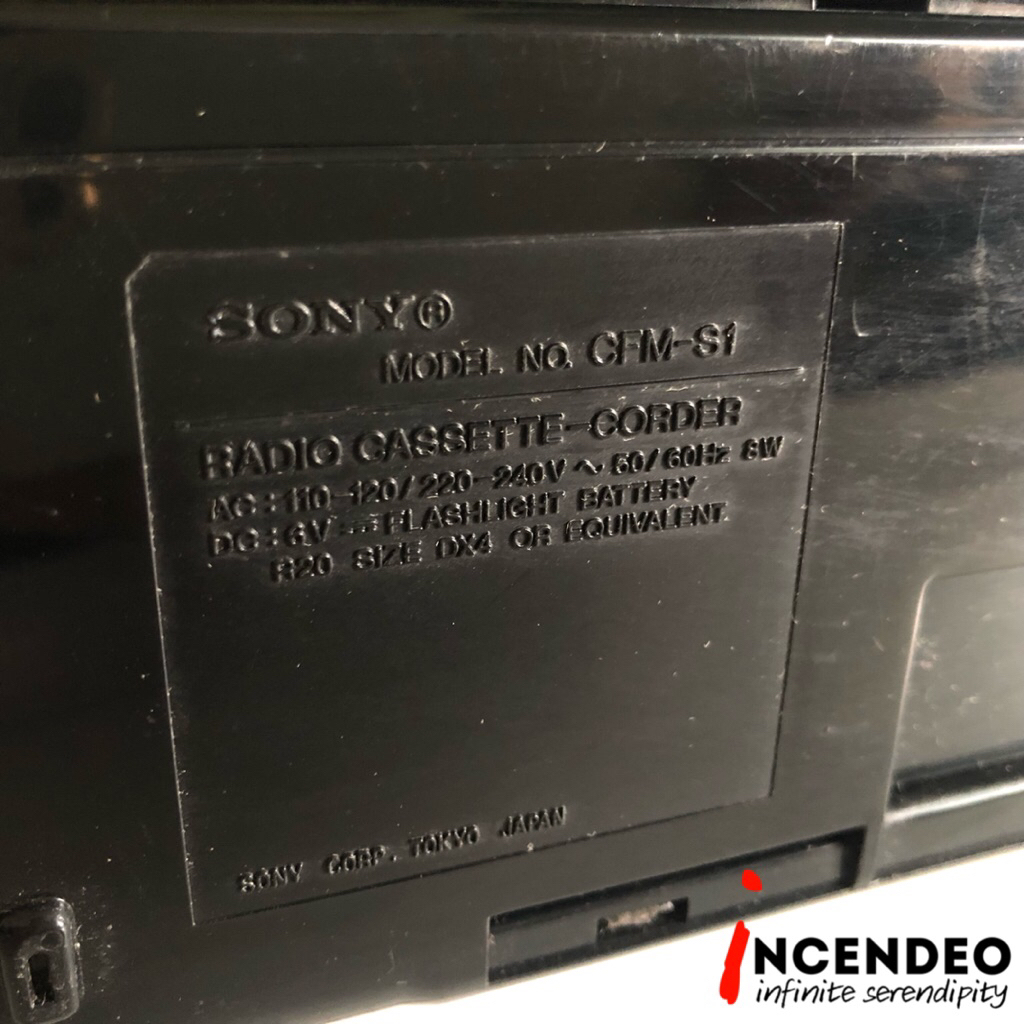 SONY®
MODEL NO. CFM-S1
RADIO CASSETTE-CORDER
AC: 110-120/220-240V ~ 50/60Hz 8W
DC: 6V ⎓ FLASHLIGHT BATTERY
R20 SIZE DX4 OR EQUIVALENT.
SONY CORP. TOKYO JAPAN
iNCENDEO
infinite serendipity